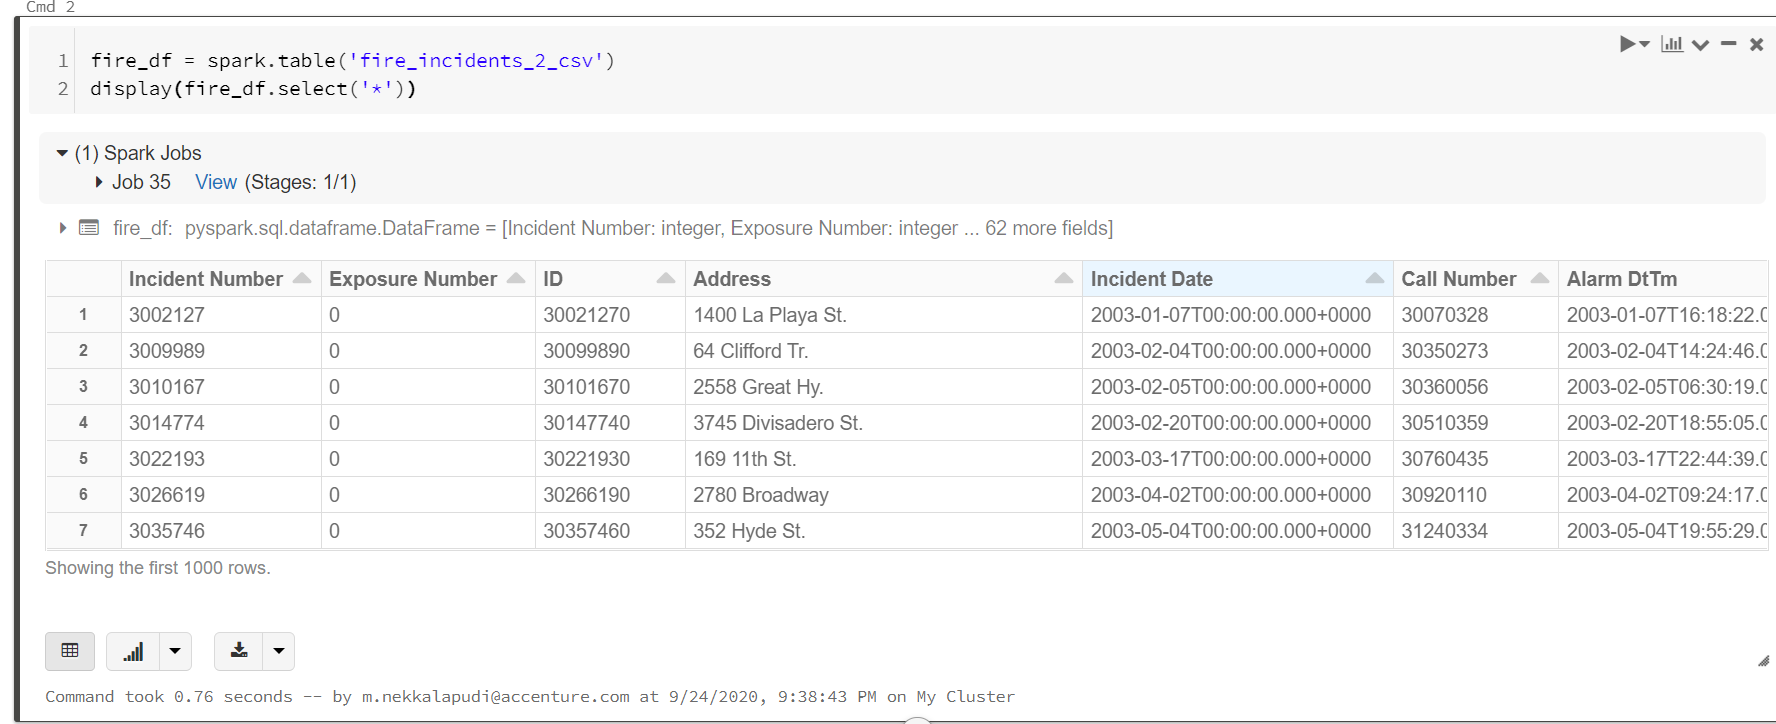 Cmd 2
1 fire_df = spark.table('fire_incidents_2_csv')
2 display(fire_df.select('*'))
(1) Spark Jobs
Job 35 View (Stages: 1/1)
fire_df: pyspark.sql.dataframe.DataFrame = [Incident Number: integer, Exposure Number: integer ... 62 more fields]
Incident Number Exposure Number ID Address Incident Date Call Number Alarm DtTm
1 3002127 0 30021270 1400 La Playa St. 2003-01-07T00:00:00.000+0000 30070328 2003-01-07T16:18:22.0
2 3009989 0 30099890 64 Clifford Tr. 2003-02-04T00:00:00.000+0000 30350273 2003-02-04T14:24:46.0
3 3010167 0 30101670 2558 Great Hy. 2003-02-05T00:00:00.000+0000 30360056 2003-02-05T06:30:19.0
4 3014774 0 30147740 3745 Divisadero St. 2003-02-20T00:00:00.000+0000 30510359 2003-02-20T18:55:05.0
5 3022193 0 30221930 169 11th St. 2003-03-17T00:00:00.000+0000 30760435 2003-03-17T22:44:39.0
6 3026619 0 30266190 2780 Broadway 2003-04-02T00:00:00.000+0000 30920110 2003-04-02T09:24:17.0
7 3035746 0 30357460 352 Hyde St. 2003-05-04T00:00:00.000+0000 31240334 2003-05-04T19:55:29.0
Showing the first 1000 rows.
Command took 0.76 seconds -- by m.nekkalapudi@accenture.com at 9/24/2020, 9:38:43 PM on My Cluster